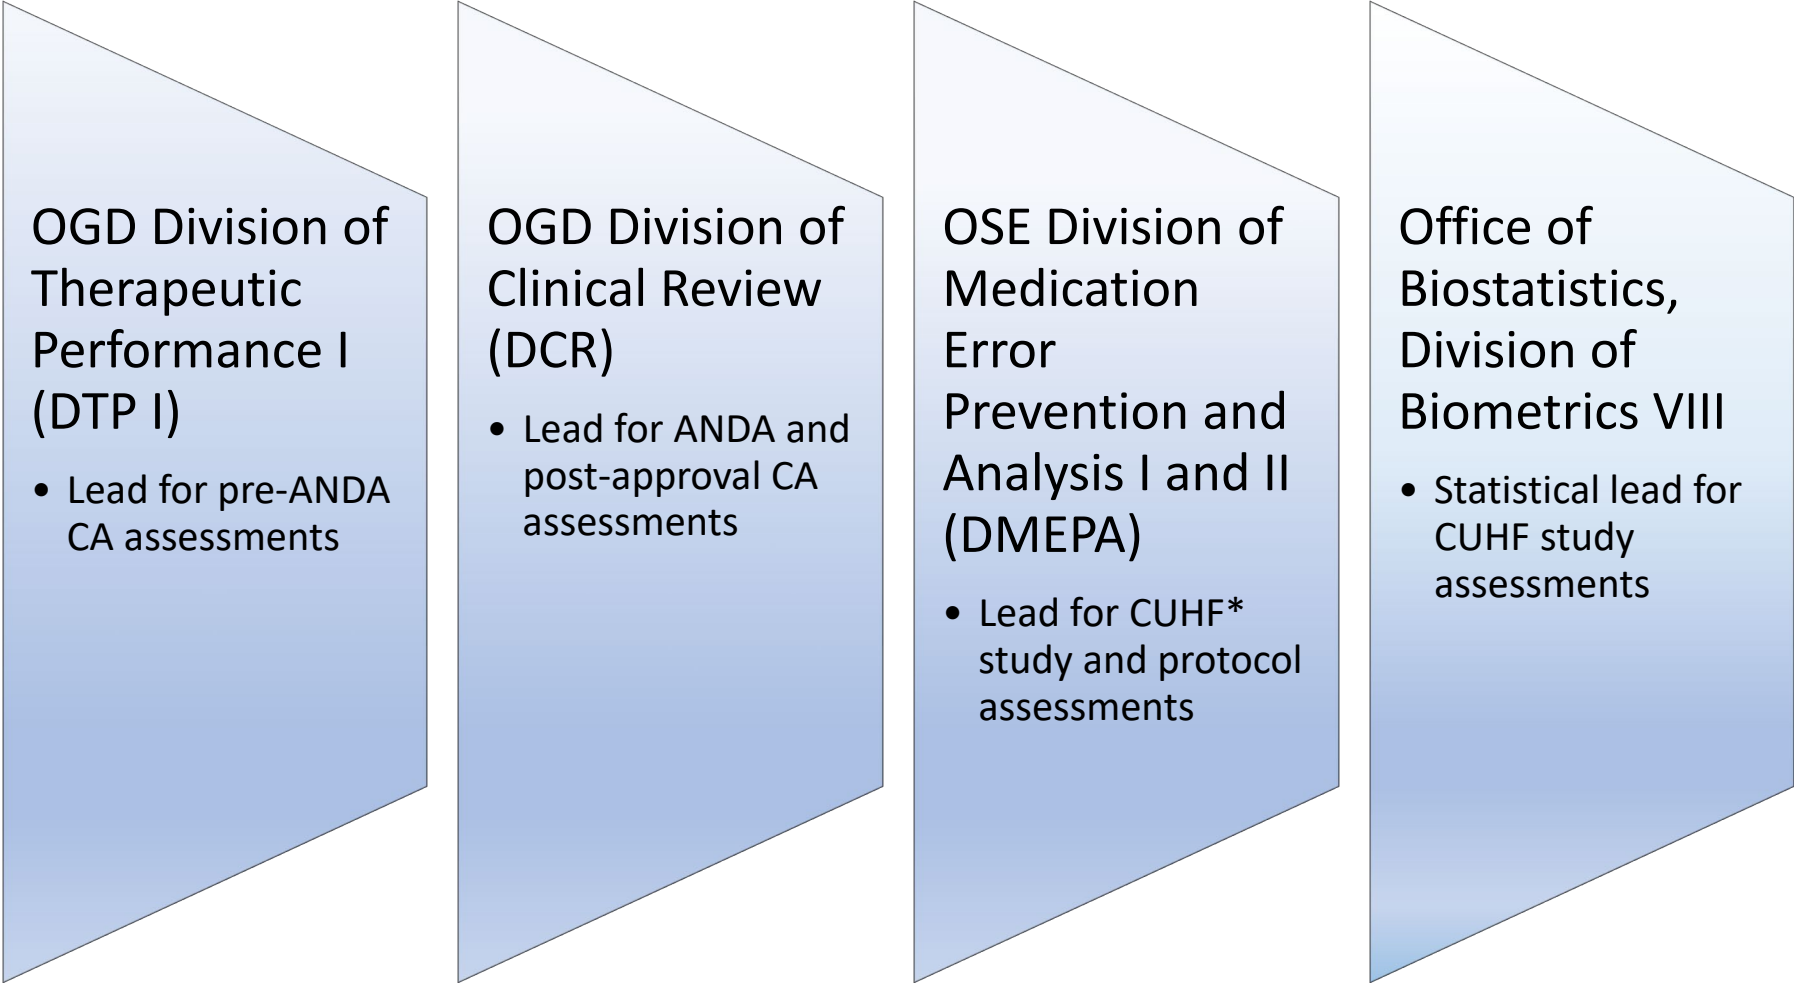 OGD Division of
Therapeutic
Performance I
(DTP I)
• Lead for pre-ANDA
CA assessments
OGD Division of
Clinical Review
(DCR)
• Lead for ANDA and
post-approval CA
assessments
OSE Division of
Medication
Error
Prevention and
Analysis I and II
(DMEPA)
• Lead for CUHF*
study and protocol
assessments
Office of
Biostatistics,
Division of
Biometrics VIII
• Statistical lead for
CUHF study
assessments